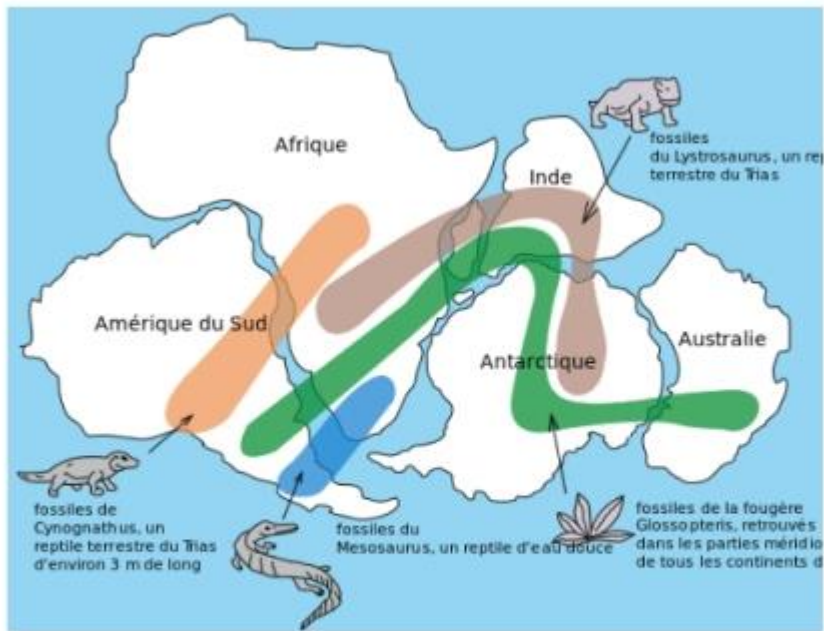 Afrique
fossiles
du Lystrosaurus, un
terrestre du Trias
Inde
Amérique du Sud
Australie
Antarctique
fossiles de
Cynognathus, un
reptile terrestre du Trias
d'environ 3 m de long
fossiles du
Mesosaurus, un reptile d'eau douce
fossiles de la fougère
Glossopteris, retrouvés
dans les parties
de tous les continents